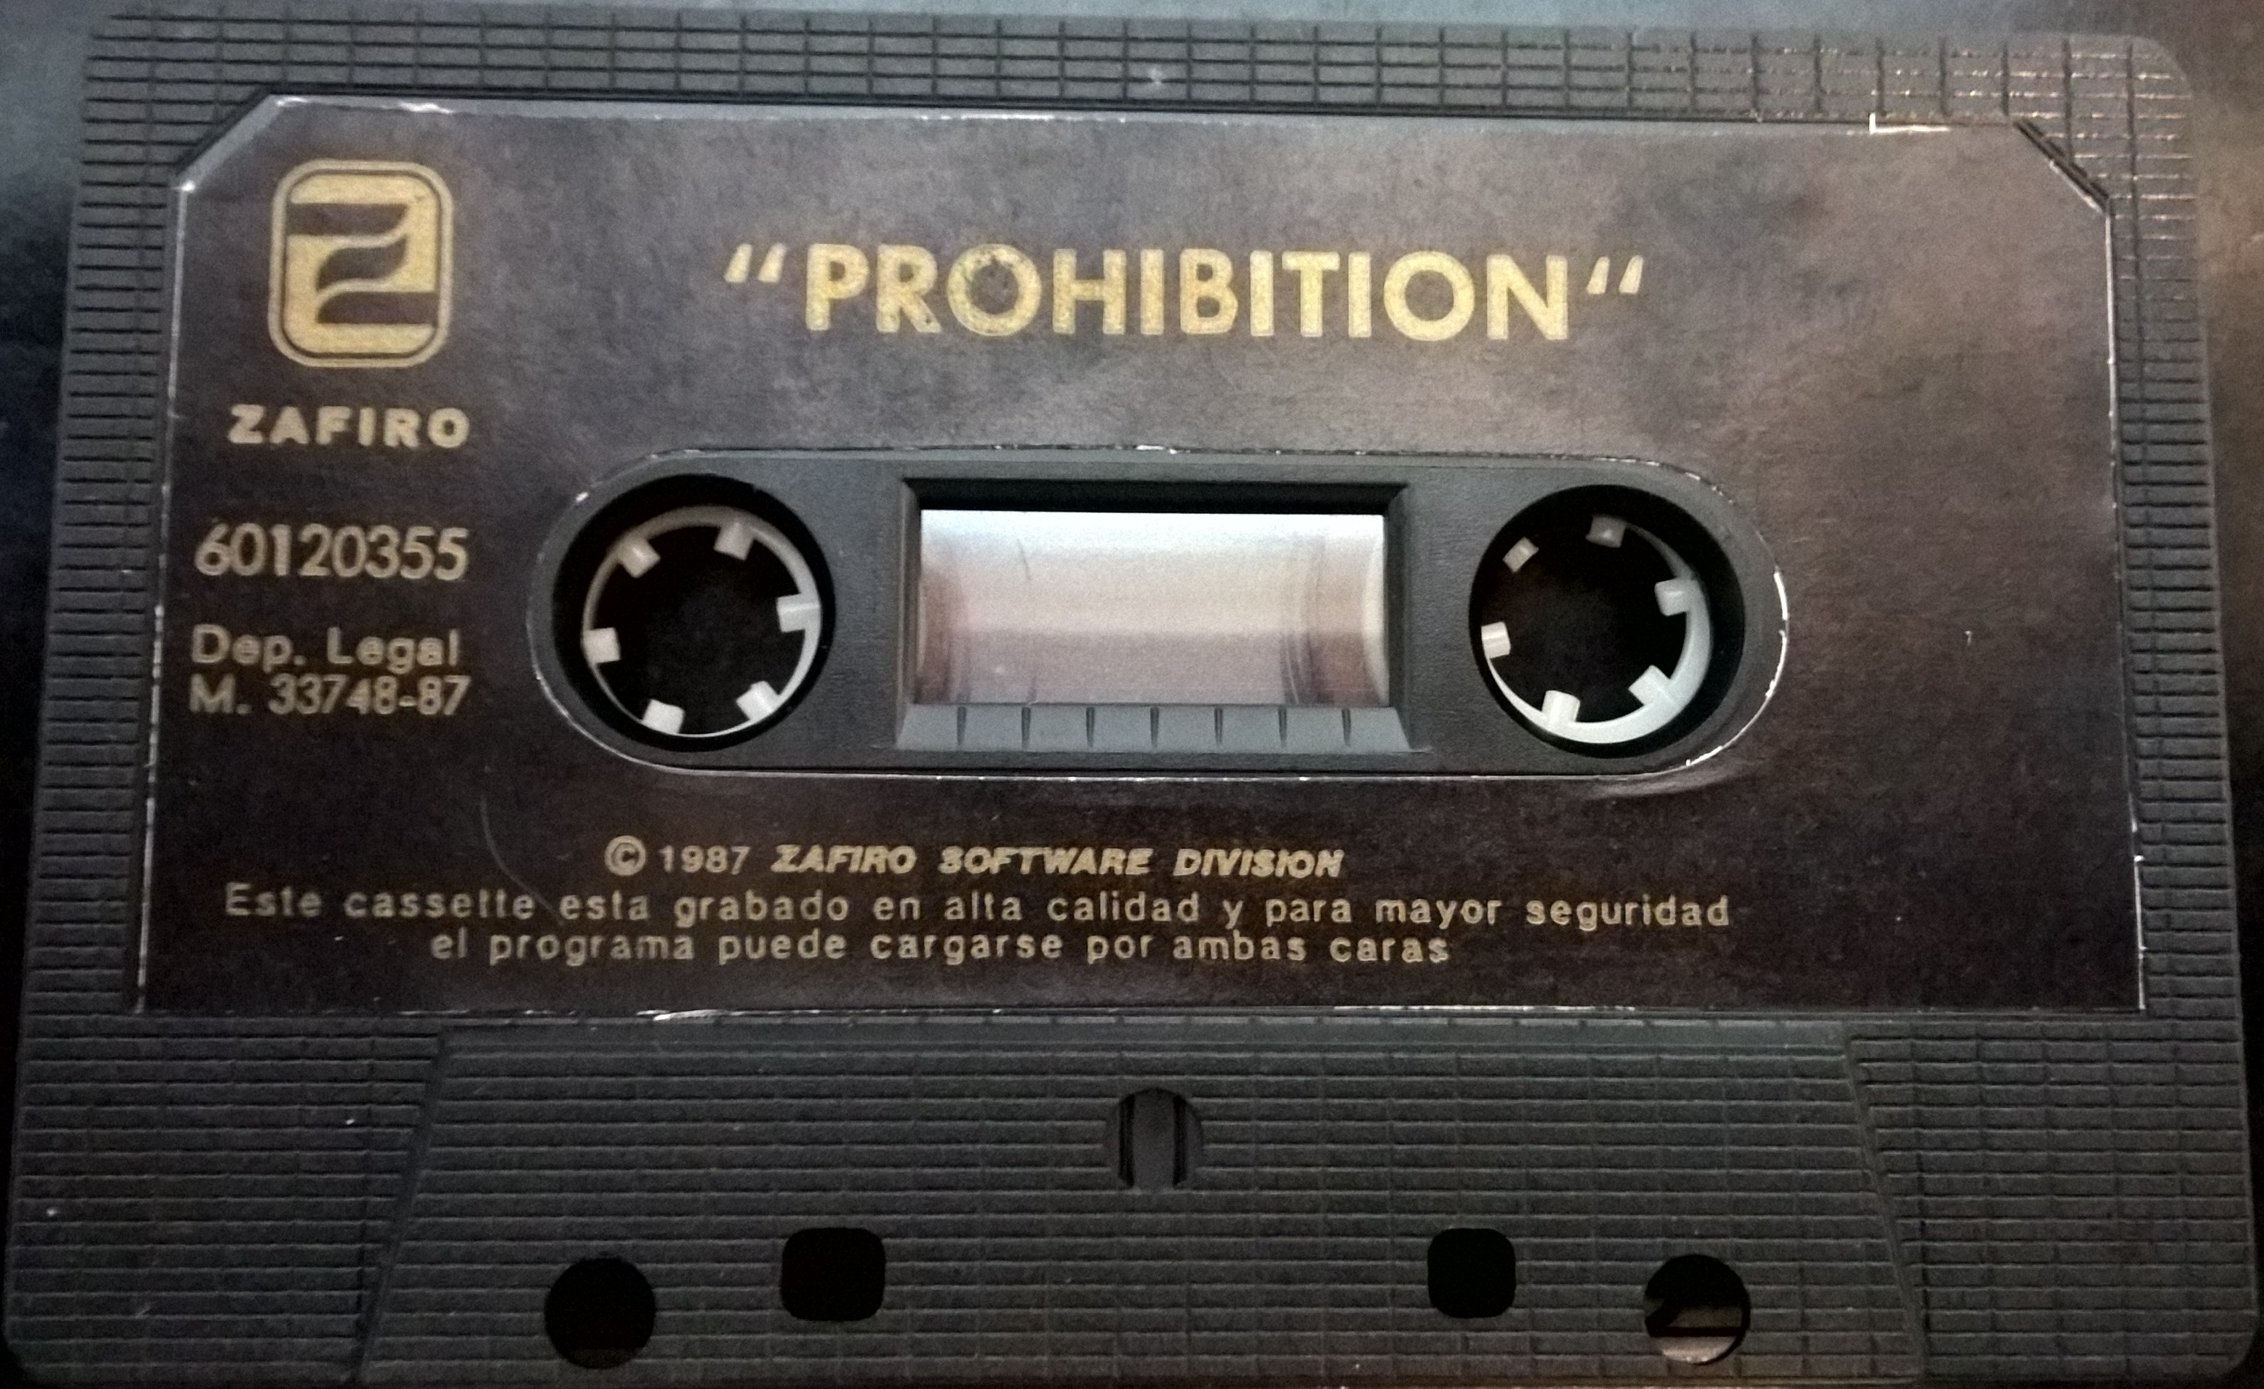 “PROHIBITION“
ZAFIRO
60120355
Dep. Legal
M. 33748-87
© 1987 ZAFIRO SOFTWARE DIVISION
Este cassette esta grabado en alta calidad y para mayor seguridad
el programa puede cargarse por ambas caras